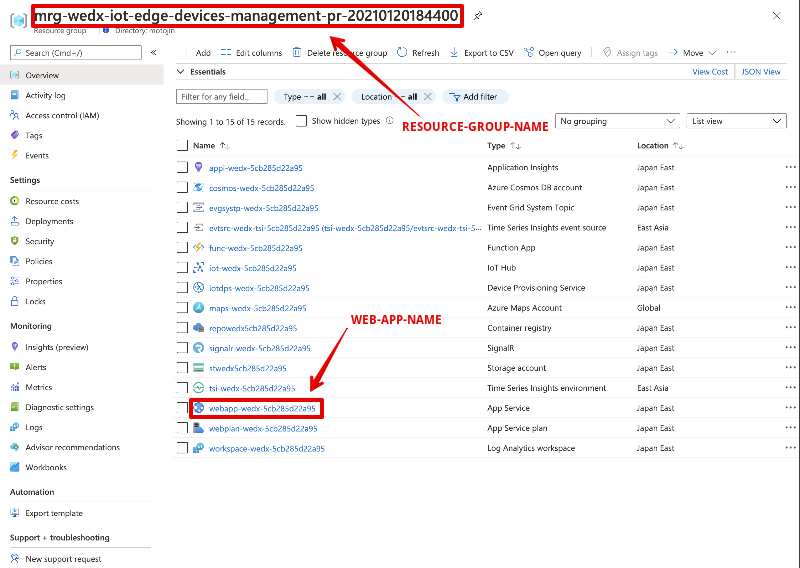 mrg-wedx-iot-edge-devices-management-pr-20210120184400
Resource group Directory: motojin
Search (Cmd+/)
«
Add Edit columns Delete resource group Refresh Export to CSV Open query Assign tags Move ···
Overview
Activity log
Access control (IAM)
Tags
Events
Settings
Resource costs
Deployments
Security
Policies
Properties
Locks
Monitoring
Insights (preview)
Alerts
Metrics
Diagnostic settings
Logs
Advisor recommendations
Workbooks
Automation
Export template
Support + troubleshooting
New support request
Essentials
View Cost JSON View
Filter for any field...
Type == all
Location == all
Add filter
Showing 1 to 15 of 15 records.
Show hidden types
RESOURCE-GROUP-NAME
No grouping
List view
Name Type Location
appi-wedx-5cb285d22a95 Application Insights Japan East
cosmos-wedx-5cb285d22a95 Azure Cosmos DB account Japan East
evgsystp-wedx-5cb285d22a95 Event Grid System Topic Japan East
evtsrc-wedx-tsi-5cb285d22a95 (tsi-wedx-5cb285d22a95/evtsrc-wedx-tsi-5... Time Series Insights event source East Asia
func-wedx-5cb285d22a95 Function App Japan East
iot-wedx-5cb285d22a95 IoT Hub Japan East
iotdps-wedx-5cb285d22a95 Device Provisioning Service Japan East
maps-wedx-5cb285d22a95 Azure Maps Account Global
WEB-APP-NAME
repowedx5cb285d22a95 Container registry Japan East
signalr-wedx-5cb285d22a95 SignalR Japan East
stwedx5cb285d22a95 Storage account Japan East
tsi-wedx-5cb285d22a95 Time Series Insights environment East Asia
webapp-wedx-5cb285d22a95 App Service Japan East
webplan-wedx-5cb285d22a95 App Service plan Japan East
workspace-wedx-5cb285d22a95 Log Analytics workspace Japan East